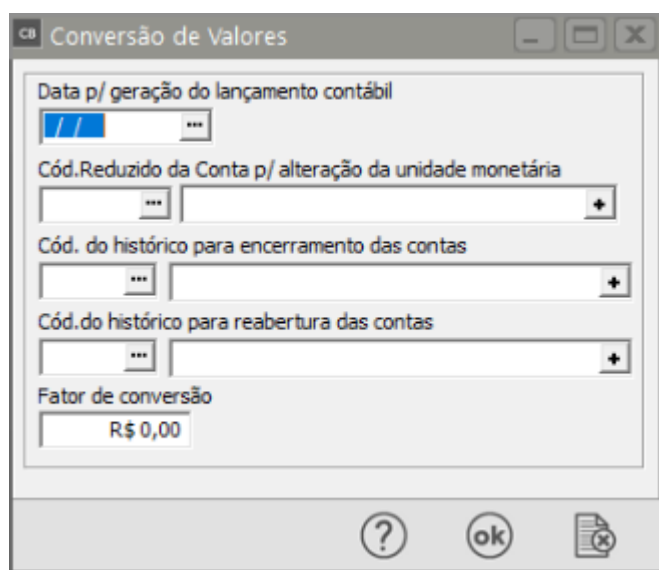 CB Conversão de Valores
Data p/ geração do lançamento contábil
/ /
Cód.Reduzido da Conta p/ alteração da unidade monetária
Cód. do histórico para encerramento das contas
Cód.do histórico para reabertura das contas
Fator de conversão
R$ 0,00
ok